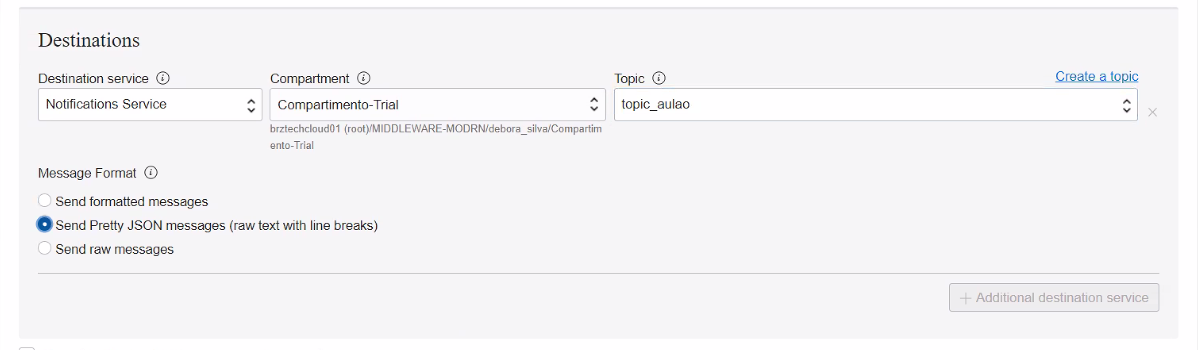 Destinations
Destination service
Compartment
Topic
Create a topic
Notifications Service
Compartimento-Trial
topic_aulao
brztechcloud01 (root)/MIDDLEWARE-MODRN/debora_silva/Compartim
ento-Trial
Message Format
Send formatted messages
Send Pretty JSON messages (raw text with line breaks)
Send raw messages
+ Additional destination service